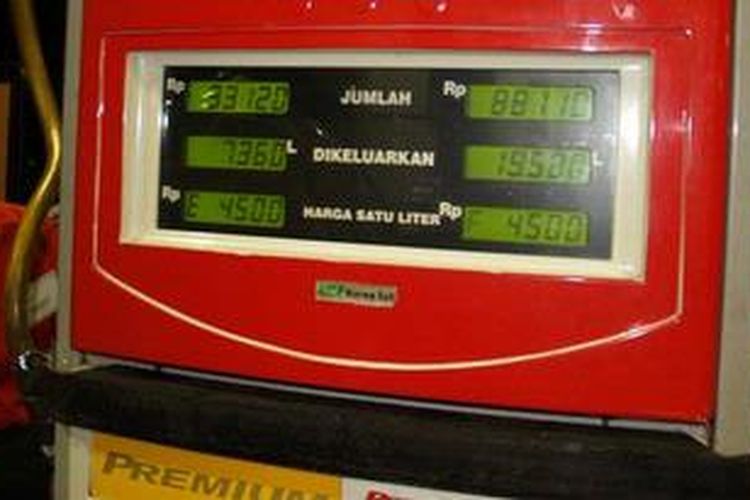 Rp 33120 JUMLAH Rp 88110
7360 L DIKELUARKAN 19580 L
Rp E 4500 HARGA SATU LITER Rp F 4500
PREMIUM